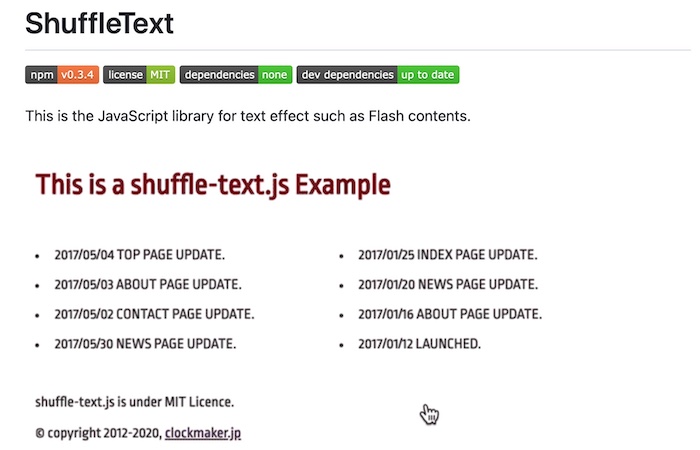 ShuffleText
npm v0.3.4 license MIT dependencies none dev dependencies up to date
This is the JavaScript library for text effect such as Flash contents.
This is a shuffle-text.js Example
• 2017/05/04 TOP PAGE UPDATE.
• 2017/05/03 ABOUT PAGE UPDATE.
• 2017/05/02 CONTACT PAGE UPDATE.
• 2017/05/30 NEWS PAGE UPDATE.
• 2017/01/25 INDEX PAGE UPDATE.
• 2017/01/20 NEWS PAGE UPDATE.
• 2017/01/16 ABOUT PAGE UPDATE.
• 2017/01/12 LAUNCHED.
shuffle-text.js is under MIT Licence.
© copyright 2012-2020, clockmaker.jp